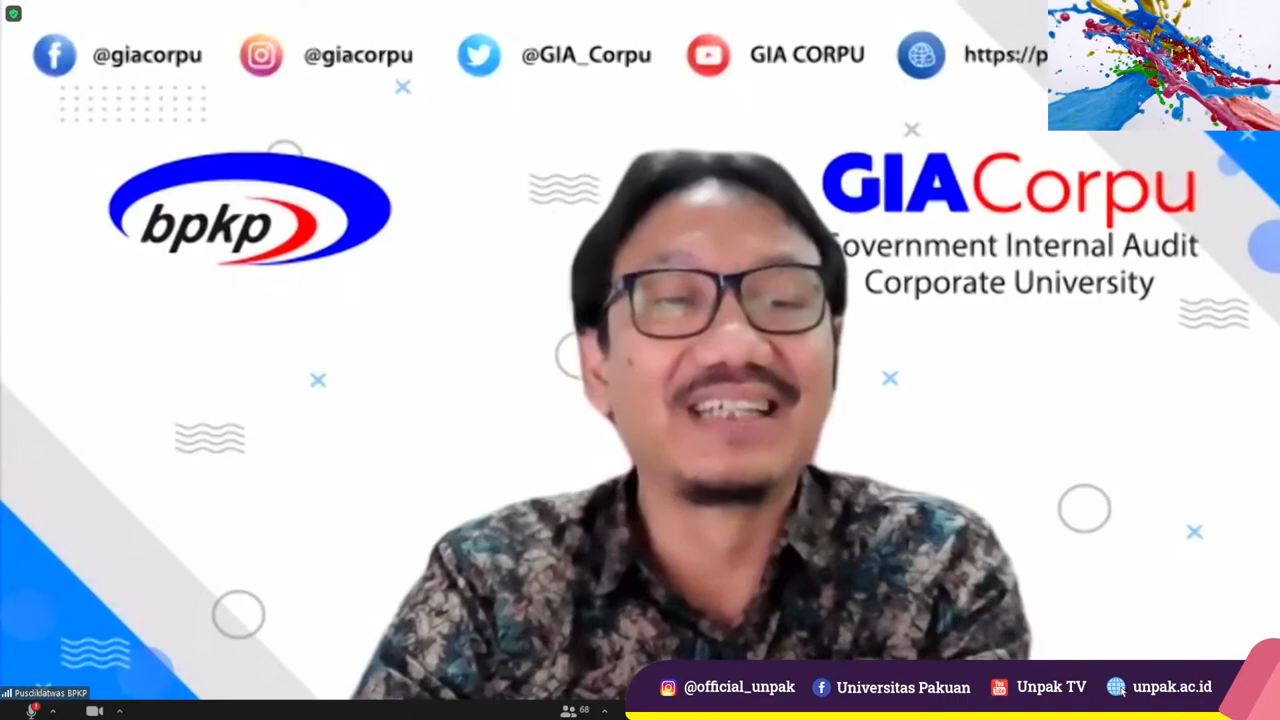 @giacorpu @giacorpu @GIA_Corpu GIA CORPU https://p
bpkp
GIACorpu
Government Internal Audit
Corporate University
Pusdiklatwas BPKP
68
@official_unpak Universitas Pakuan Unpak TV unpak.ac.id